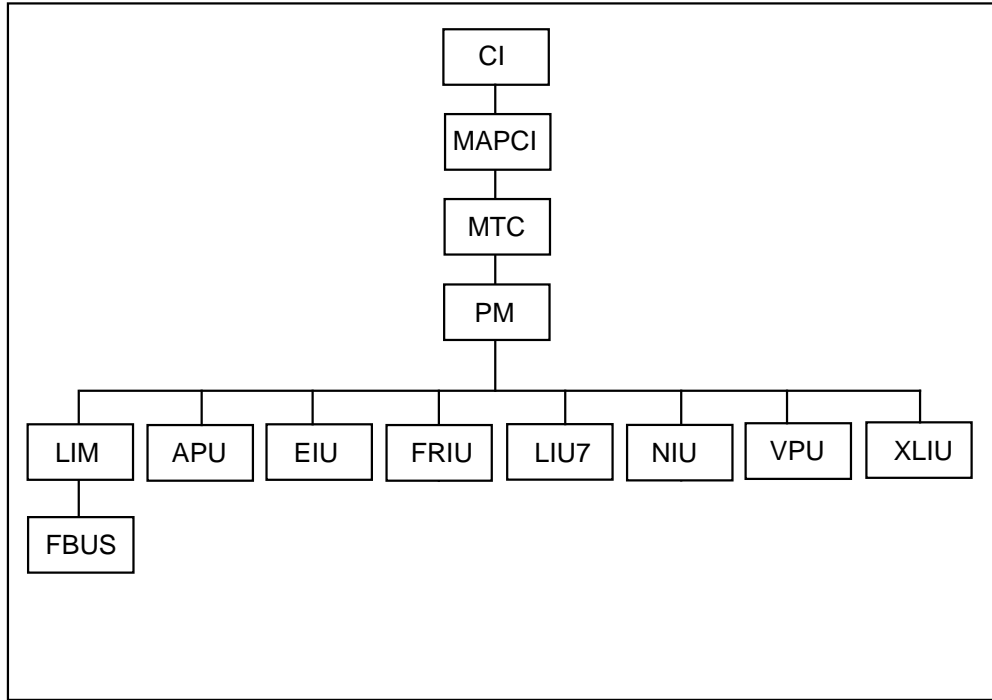 CI
MAPCI
MTC
PM
LIM
APU
EIU
FRIU
LIU7
NIU
VPU
XLIU
FBUS